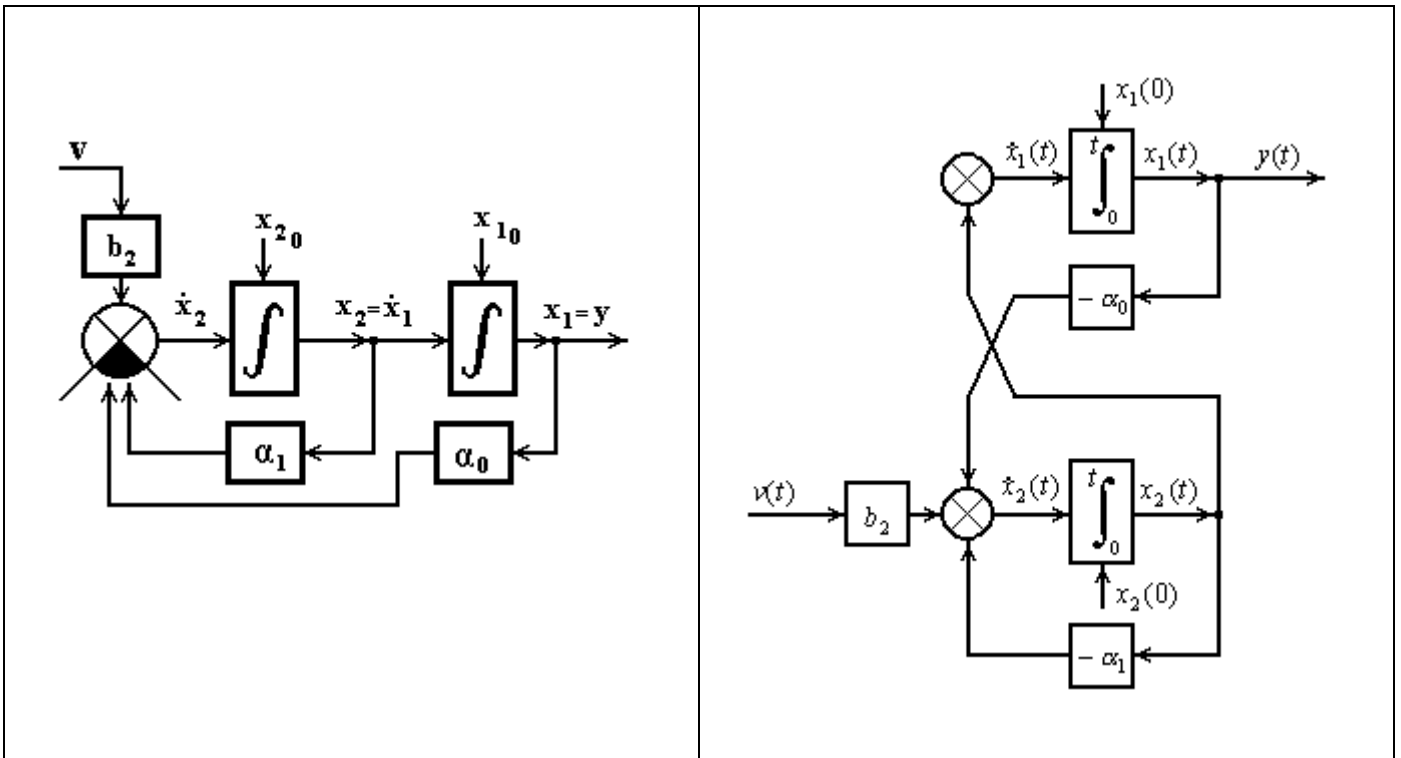 v
b₂
x₂₀
x₁₀
ẋ₂
x₂=ẋ₁
x₁=y
∫
∫
α₁
α₀
x₁(0)
ẋ₁(t)
t∫0
x₁(t)
y(t)
−α₀
v(t)
b₂
ẋ₂(t)
t∫0
x₂(t)
x₂(0)
−α₁